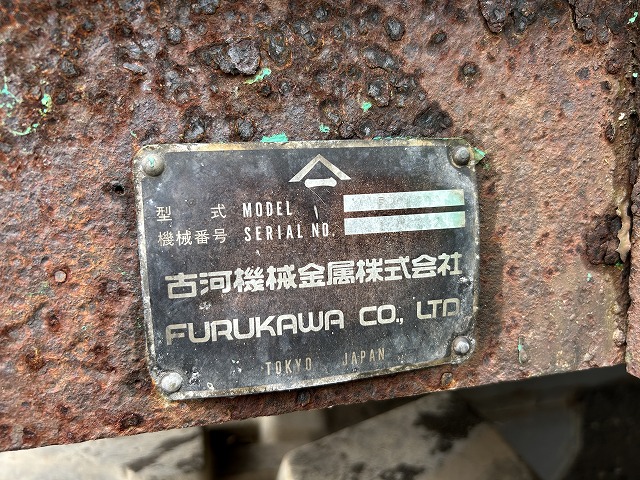 型式 MODEL
機械番号 SERIAL NO.
古河機械金属株式会社
FURUKAWA CO., LTD.
TOKYO JAPAN